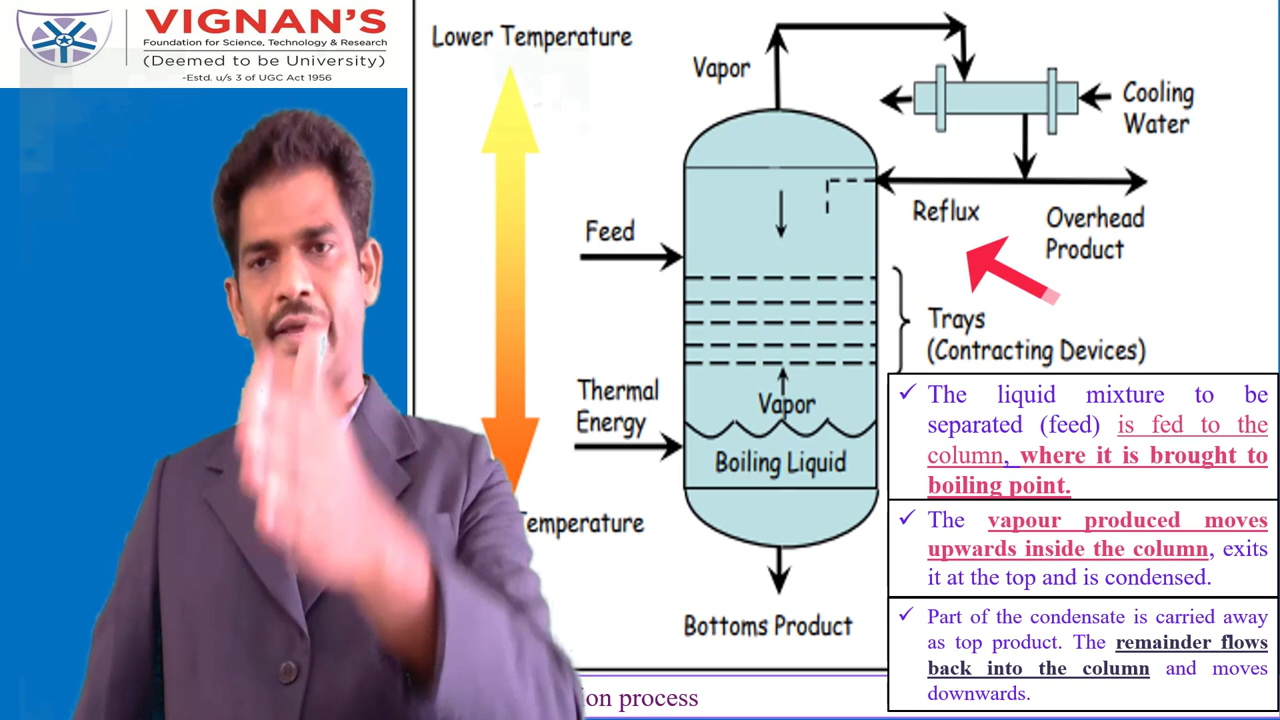 VIGNAN'S
Foundation for Science, Technology & Research
(Deemed to be University)
-Estd. u/s 3 of UGC Act 1956
Lower Temperature
Vapor
Cooling
Water
Feed
Reflux
Overhead
Product
Trays
(Contracting Devices)
Thermal
Energy
Vapor
Boiling Liquid
Temperature
Bottoms Product
✓ The liquid mixture to be
separated (feed) is fed to the
column, where it is brought to
boiling point.
✓ The vapour produced moves
upwards inside the column, exits
it at the top and is condensed.
✓ Part of the condensate is carried away
as top product. The remainder flows
back into the column and moves
downwards.
process